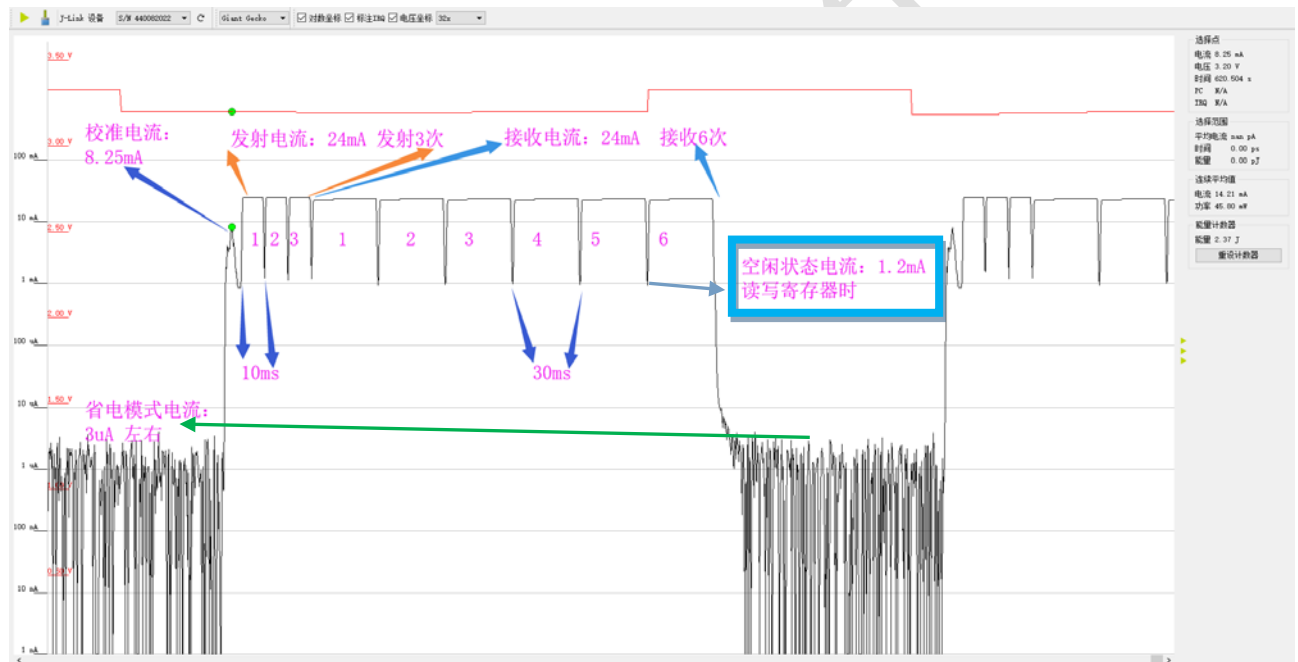 J-Link 设备 S/N 440082022 C Giant Gecko 对数坐标 标注IRQ 电压坐标 32x
选择点
电流 8.25 mA
电压 3.20 V
时间 620.504 s
PC N/A
IRQ N/A
选择范围
平均电流 nan pA
时间 0.00 ps
能量 0.00 pJ
连续平均值
电流 14.21 mA
功率 45.80 mW
能量计数器
能量 2.37 J
重设计数器
3.50 V
3.00 V
100 mA
校准电流:
8.25mA
发射电流: 24mA 发射3次
接收电流: 24mA 接收6次
10 mA
2.50 V
1 2 3 1 2 3 4 5 6
空闲状态电流: 1.2mA
读写寄存器时
1 mA
2.00 V
100 uA
10ms
30ms
10 uA
1.50 V
省电模式电流:
3uA 左右
1 uA
100 nA
0.50 V
10 nA
1 nA